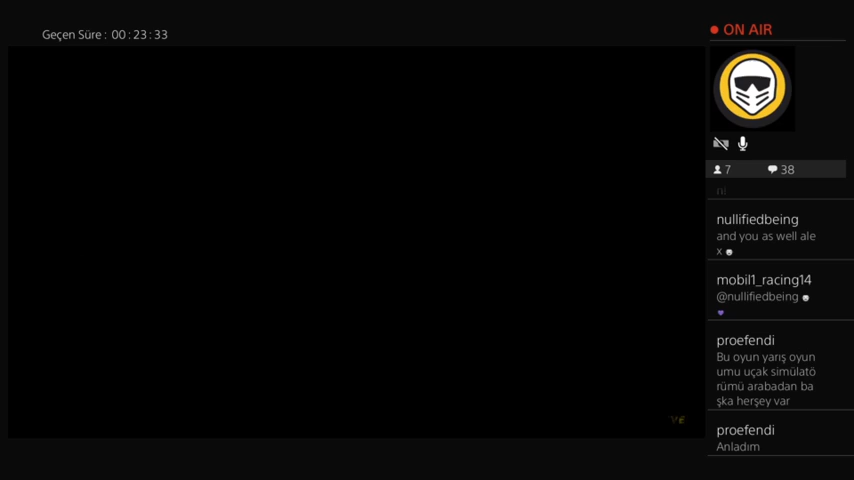 Geçen Süre : 00 : 23 : 33
ON AIR
7 38
nullifiedbeing
and you as well ale
x
mobil1_racing14
@nullifiedbeing
proefendi
Bu oyun yarış oyun
umu uçak simülatö
rümü arabadan ba
şka herşey var
proefendi
Anladım